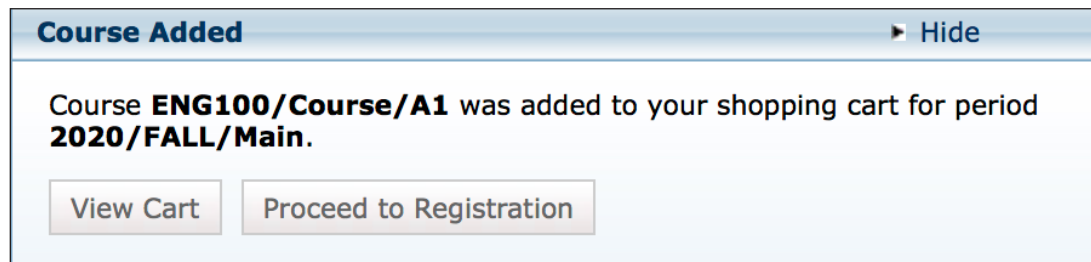 Course Added
Hide
Course ENG100/Course/A1 was added to your shopping cart for period
2020/FALL/Main.
View Cart
Proceed to Registration